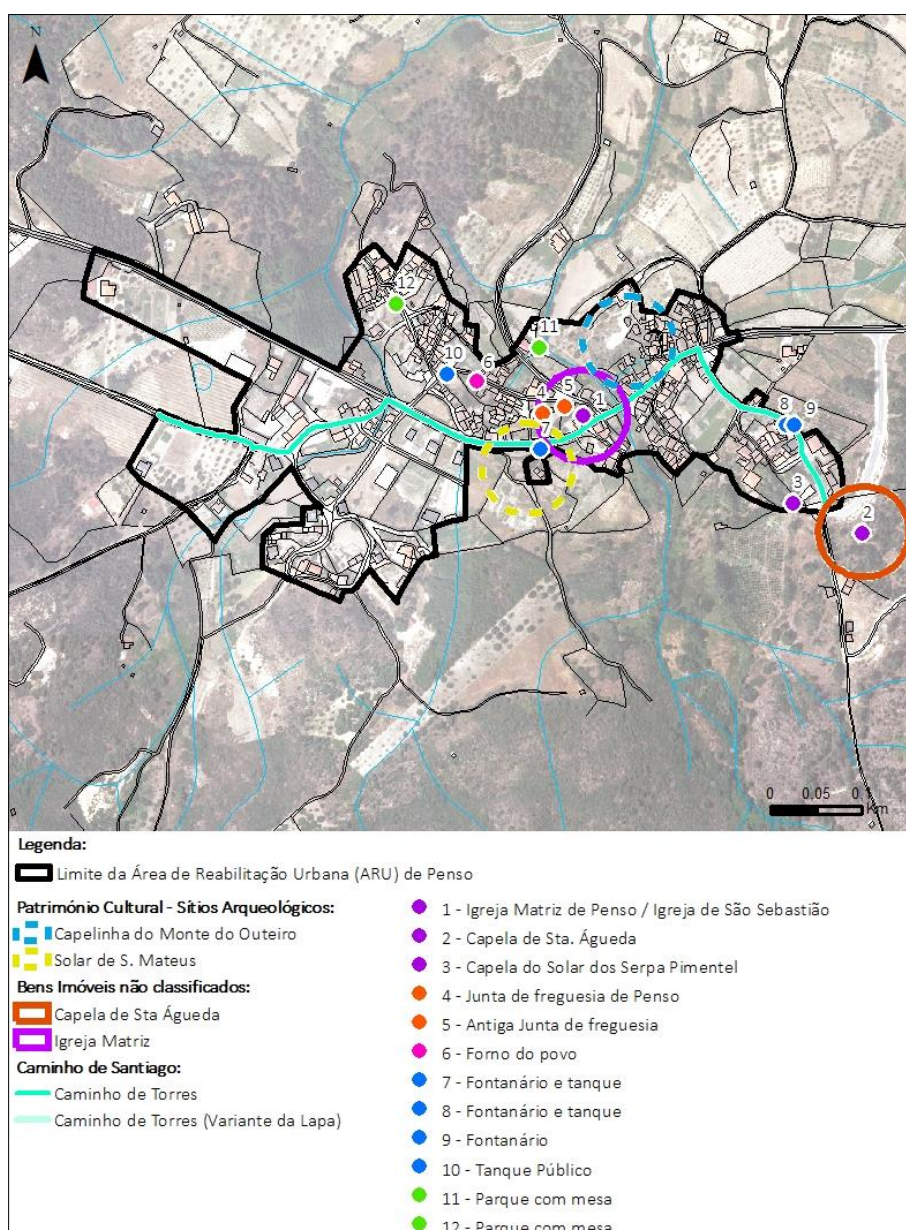 N
12
11
10
6
5
4
1
7
8
9
3
2
0 0,05 0.
Km
Legenda:
Limite da Área de Reabilitação Urbana (ARU) de Penso
Património Cultural - Sítios Arqueológicos:
Capelinha do Monte do Outeiro
Solar de S. Mateus
Bens Imóveis não classificados:
Capela de Sta Águeda
Igreja Matriz
Caminho de Santiago:
Caminho de Torres
Caminho de Torres (Variante da Lapa)
1 - Igreja Matriz de Penso / Igreja de São Sebastião
2 - Capela de Sta. Águeda
3 - Capela do Solar dos Serpa Pimentel
4 - Junta de freguesia de Penso
5 - Antiga Junta de freguesia
6 - Forno do povo
7 - Fontanário e tanque
8 - Fontanário e tanque
9 - Fontanário
10 - Tanque Público
11 - Parque com mesa
12 - Parque com mesa